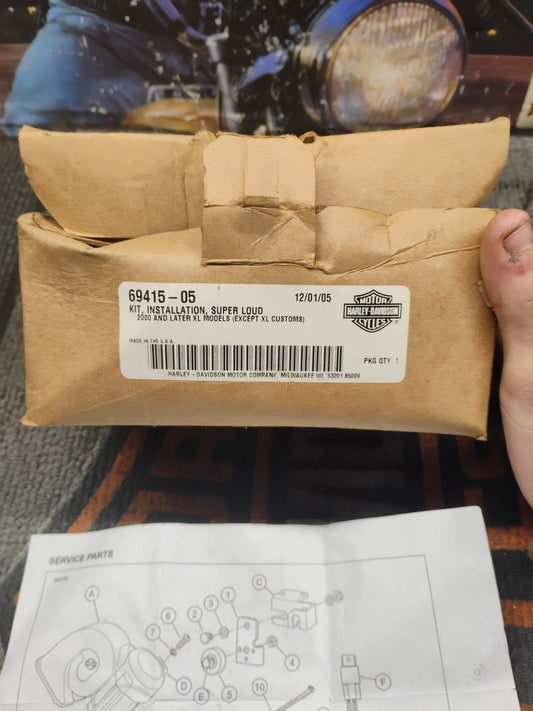 69415-05
12/01/05
KIT, INSTALLATION, SUPER LOUD
2000 AND LATER XL MODELS (EXCEPT XL CUSTOMS).
MOTOR
HARLEY-DAVIDSON
CYCLES
®
MADE IN THE U.S.A.
PKG QTY: 1
HARLEY-DAVIDSON MOTOR COMPANY, MILWAUKEE WI. 53201 85009
SERVICE PARTS
A
6
7
2
3
1
C
4
D
E
5
10
F